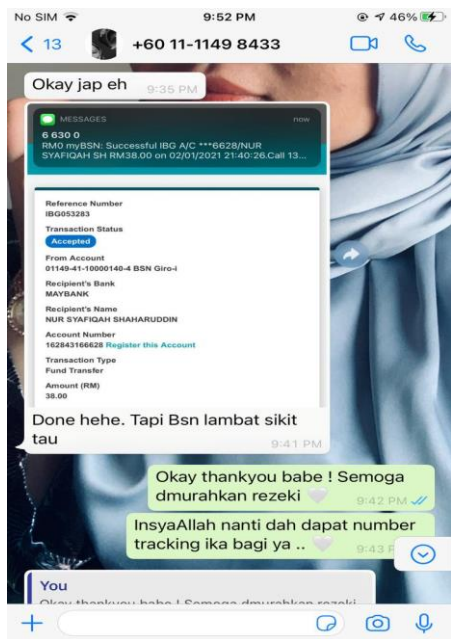 No SIM
9:52 PM
46%
13
+60 11-1149 8433
Okay jap eh
9:35 PM
MESSAGES
now
6 630 0
RM0 myBSN: Successful IBG A/C ***6628/NUR
SYAFIQAH SH RM38.00 on 02/01/2021 21:40:26.Call 13...
Reference Number
IBG053283
Transaction Status
Accepted
From Account
01149-41-10000140-4 BSN Giro-i
Recipient's Bank
MAYBANK
Recipient's Name
NUR SYAFIQAH SHAHARUDDIN
Account Number
162843166628 Register this Account
Transaction Type
Fund Transfer
Amount (RM)
38.00
Done hehe. Tapi Bsn lambat sikit
tau
9:41 PM
Okay thankyou babe ! Semoga
dmurahkan rezeki 🤍
9:42 PM
InsyaAllah nanti dah dapat number
tracking ika bagi ya .. 🤍
9:43
You
Okay thankyou babe ! Semoga dmurahkan rezeki